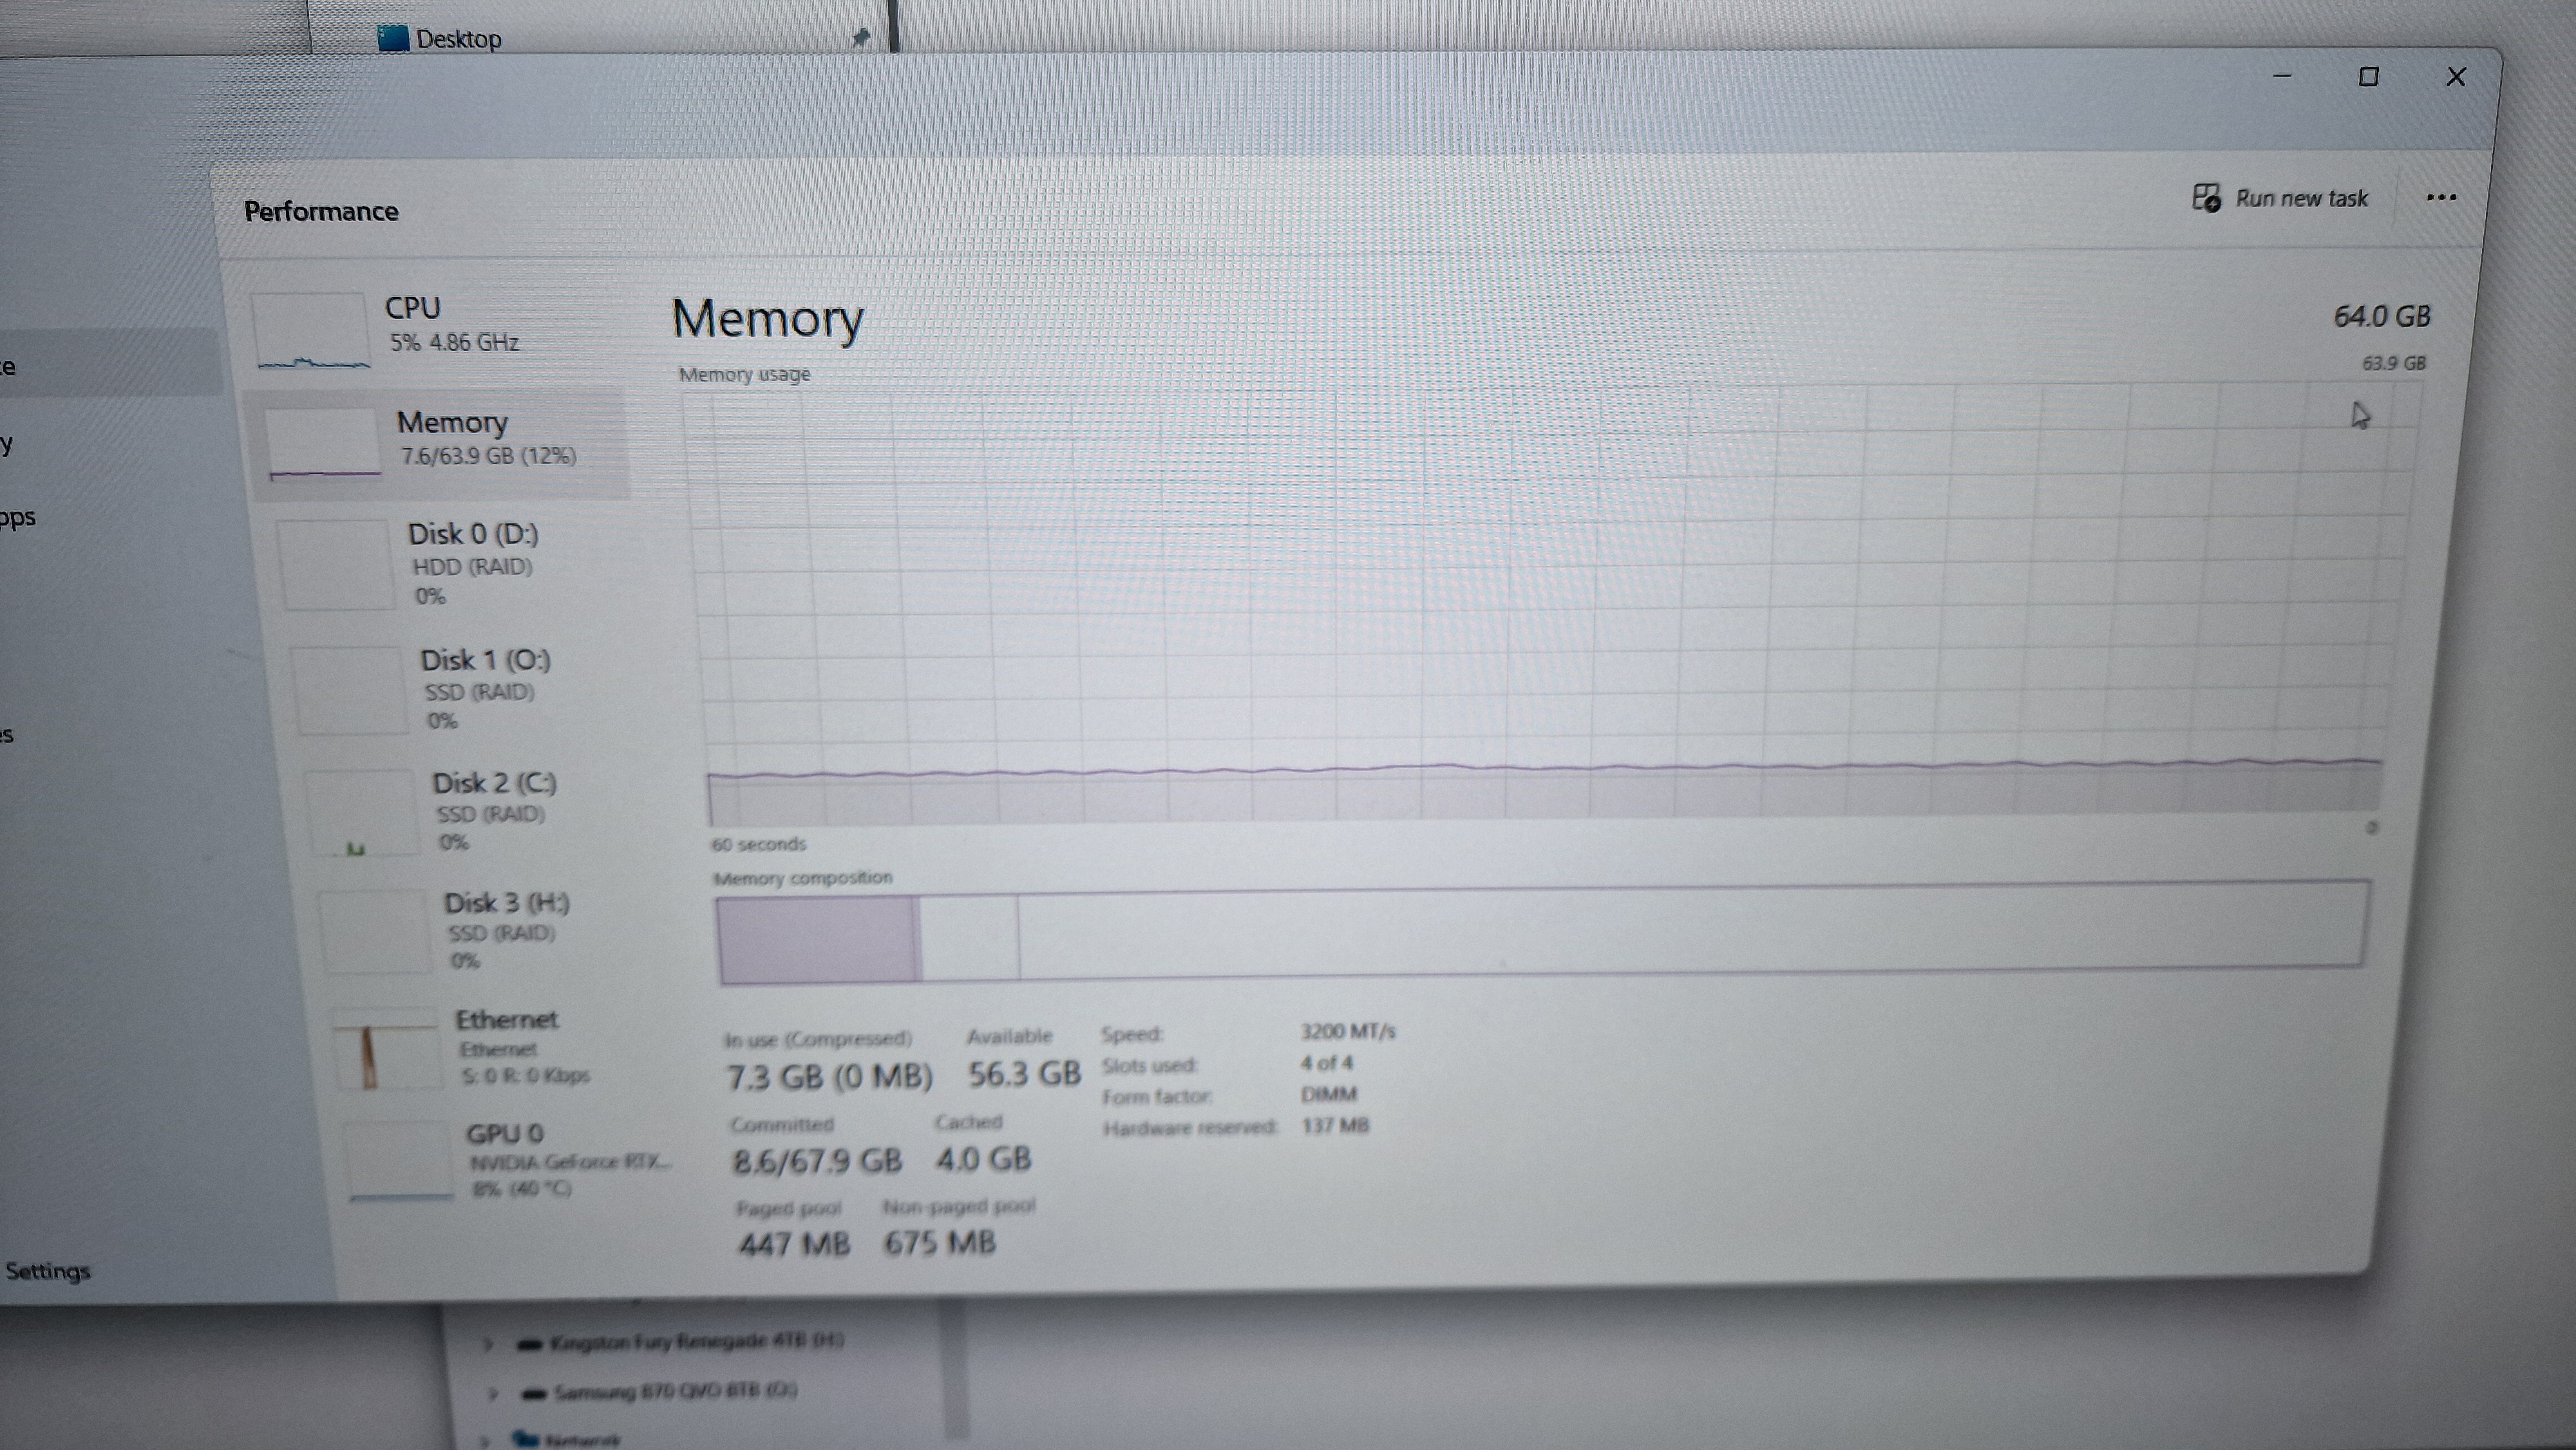 Desktop
Performance
Run new task
CPU
5% 4.86 GHz
Memory
7.6/63.9 GB (12%)
Disk 0 (D:)
HDD (RAID)
0%
Disk 1 (O:)
SSD (RAID)
0%
Disk 2 (C:)
SSD (RAID)
0%
Disk 3 (H:)
SSD (RAID)
0%
Ethernet
Ethernet
S: 0 R: 0 Kbps
GPU 0
NVIDIA GeForce RTX...
8% (40 °C)
Settings
Memory
64.0 GB
Memory usage
63.9 GB
60 seconds
0
Memory composition
In use (Compressed)
Available
7.3 GB (0 MB)
56.3 GB
Committed
Cached
8.6/67.9 GB
4.0 GB
Paged pool
Non-paged pool
447 MB
675 MB
Speed: 3200 MT/s
Slots used: 4 of 4
Form factor: DIMM
Hardware reserved: 137 MB
Kingston Fury Renegade 4TB (H:)
Samsung 870 QVO 8TB (O:)
Network